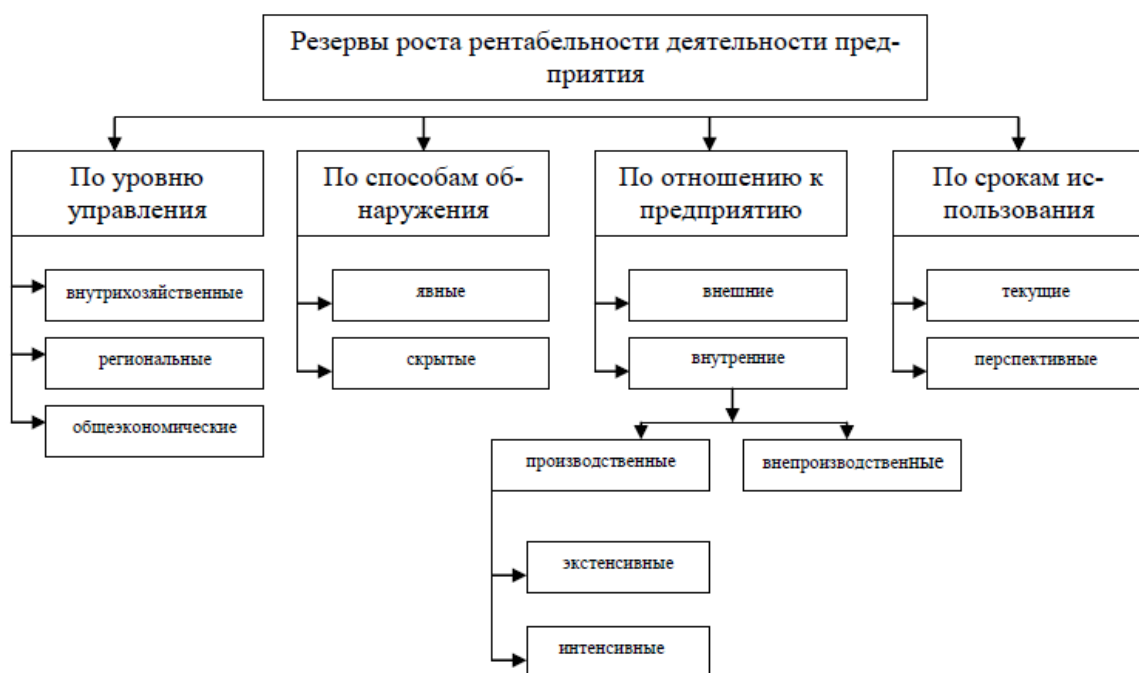 Резервы роста рентабельности деятельности пред-
приятия
По уровню
управления
По способам об-
наружения
По отношению к
предприятию
По срокам ис-
пользования
внутрихозяйственные
явные
внешние
текущие
региональные
скрытые
внутренние
перспективные
общеэкономические
производственные
внепроизводственные
экстенсивные
интенсивные